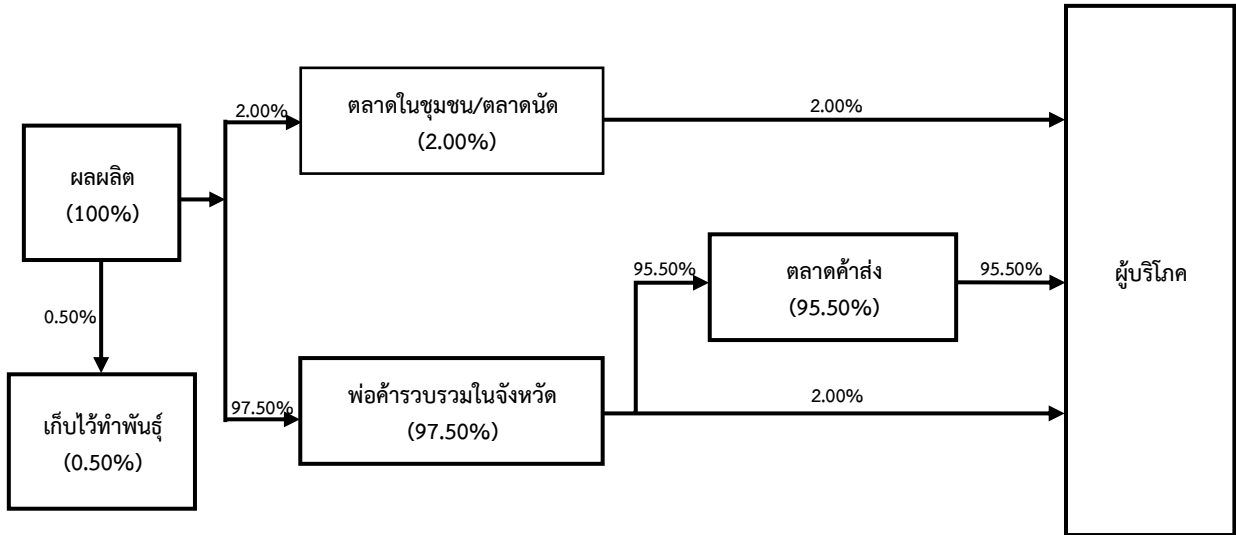 ผลผลิต
(100%)
0.50%
เก็บไว้ทำพันธุ์
(0.50%)
2.00%
ตลาดในชุมชน/ตลาดนัด
(2.00%)
2.00%
97.50%
พ่อค้ารวบรวมในจังหวัด
(97.50%)
95.50%
ตลาดค้าส่ง
(95.50%)
95.50%
2.00%
ผู้บริโภค